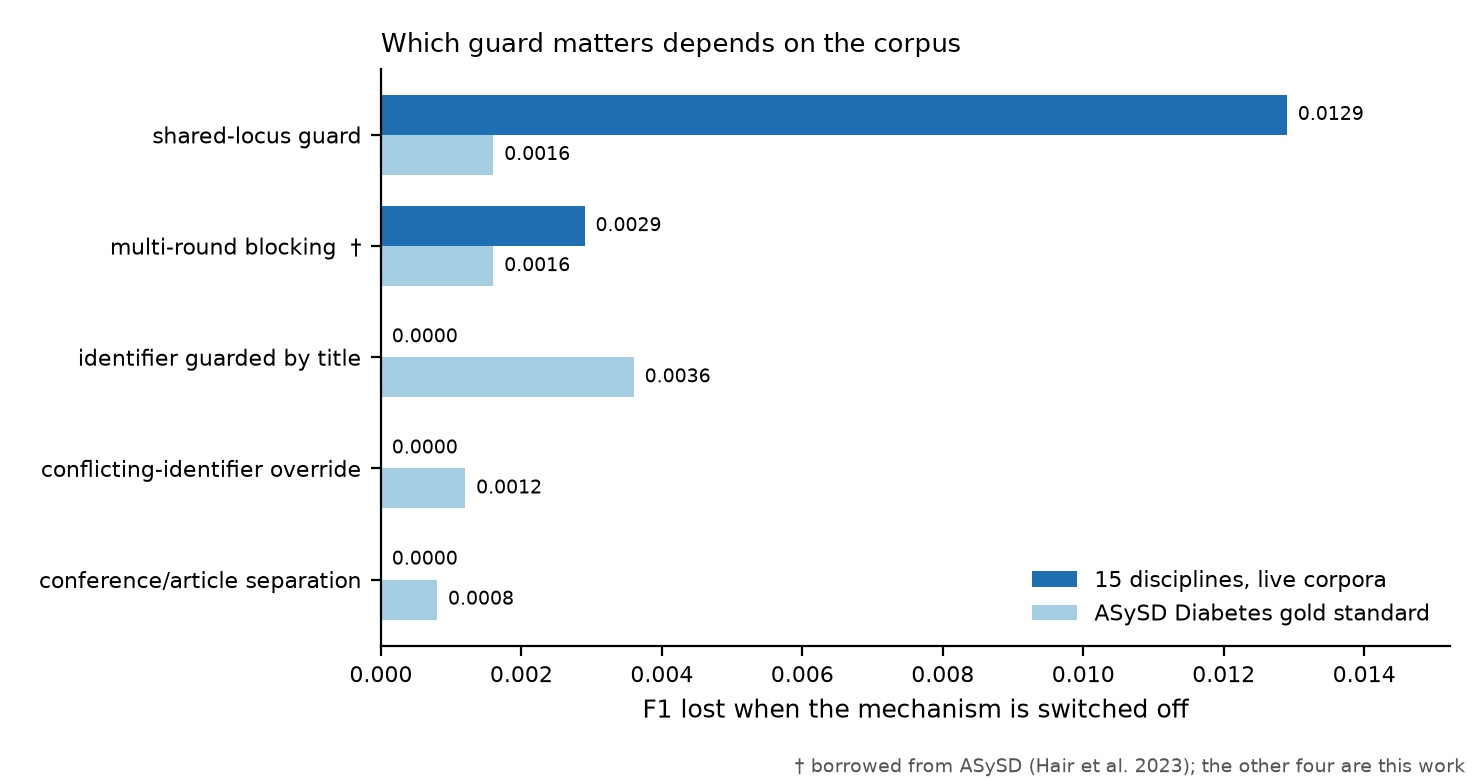 Which guard matters depends on the corpus
shared-locus guard
0.0129
0.0016
multi-round blocking †
0.0029
0.0016
identifier guarded by title
0.0000
0.0036
conflicting-identifier override
0.0000
0.0012
conference/article separation
0.0000
0.0008
15 disciplines, live corpora
ASySD Diabetes gold standard
0.000 0.002 0.004 0.006 0.008 0.010 0.012 0.014
F1 lost when the mechanism is switched off
† borrowed from ASySD (Hair et al. 2023); the other four are this work